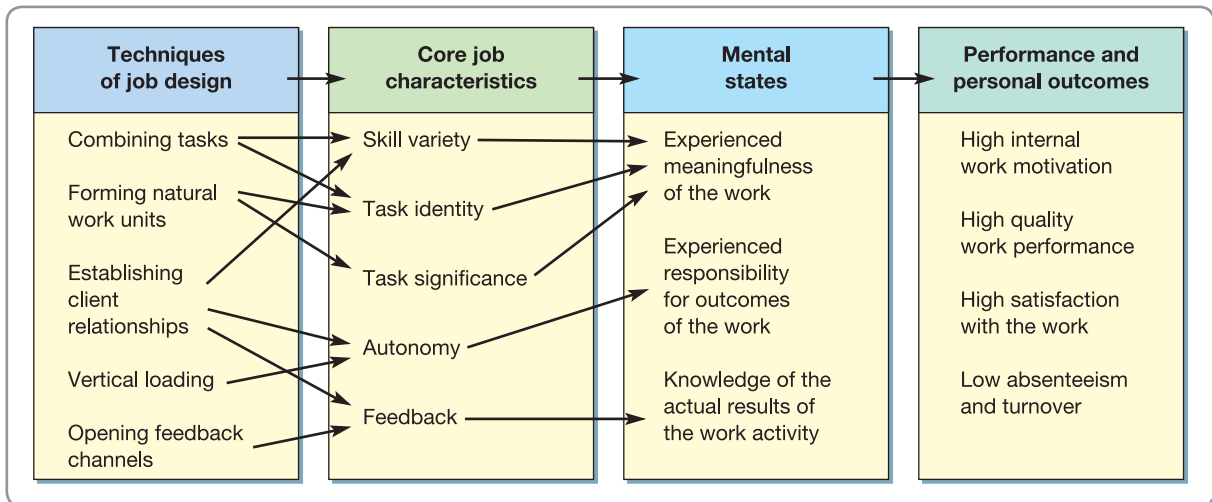 Techniques
of job design
Core job
characteristics
Mental
states
Performance and
personal outcomes
Combining tasks
Forming natural
work units
Establishing
client
relationships
Vertical loading
Opening feedback
channels
Skill variety
Task identity
Task significance
Autonomy
Feedback
Experienced
meaningfulness
of the work
Experienced
responsibility
for outcomes
of the work
Knowledge of the
actual results of
the work activity
High internal
work motivation
High quality
work performance
High satisfaction
with the work
Low absenteeism
and turnover